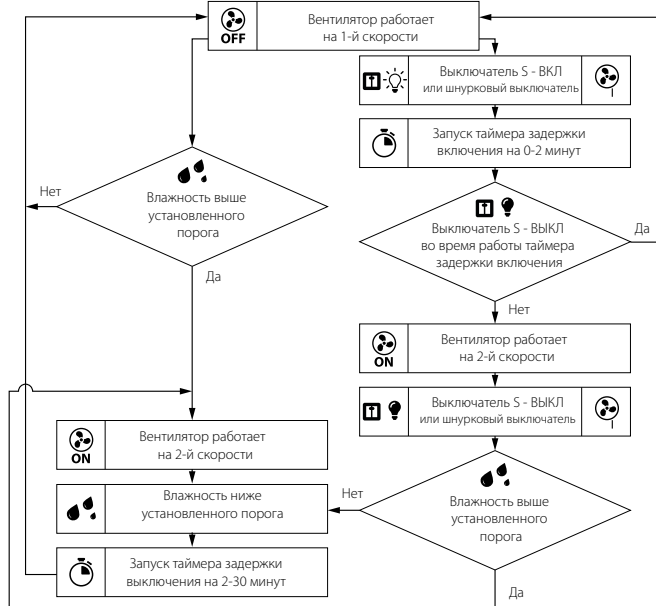 OFF
Вентилятор работает
на 1-й скорости
Выключатель S - ВКЛ
или шнурковый выключатель
Запуск таймера задержки
включения на 0-2 минут
Нет
Влажность выше
установленного
порога
Да
Выключатель S - ВЫКЛ
во время работы таймера
задержки включения
Да
Нет
ON
Вентилятор работает
на 2-й скорости
Выключатель S - ВЫКЛ
или шнурковый выключатель
ON
Вентилятор работает
на 2-й скорости
Влажность ниже
установленного порога
Нет
Влажность выше
установленного
порога
Запуск таймера задержки
выключения на 2-30 минут
Да